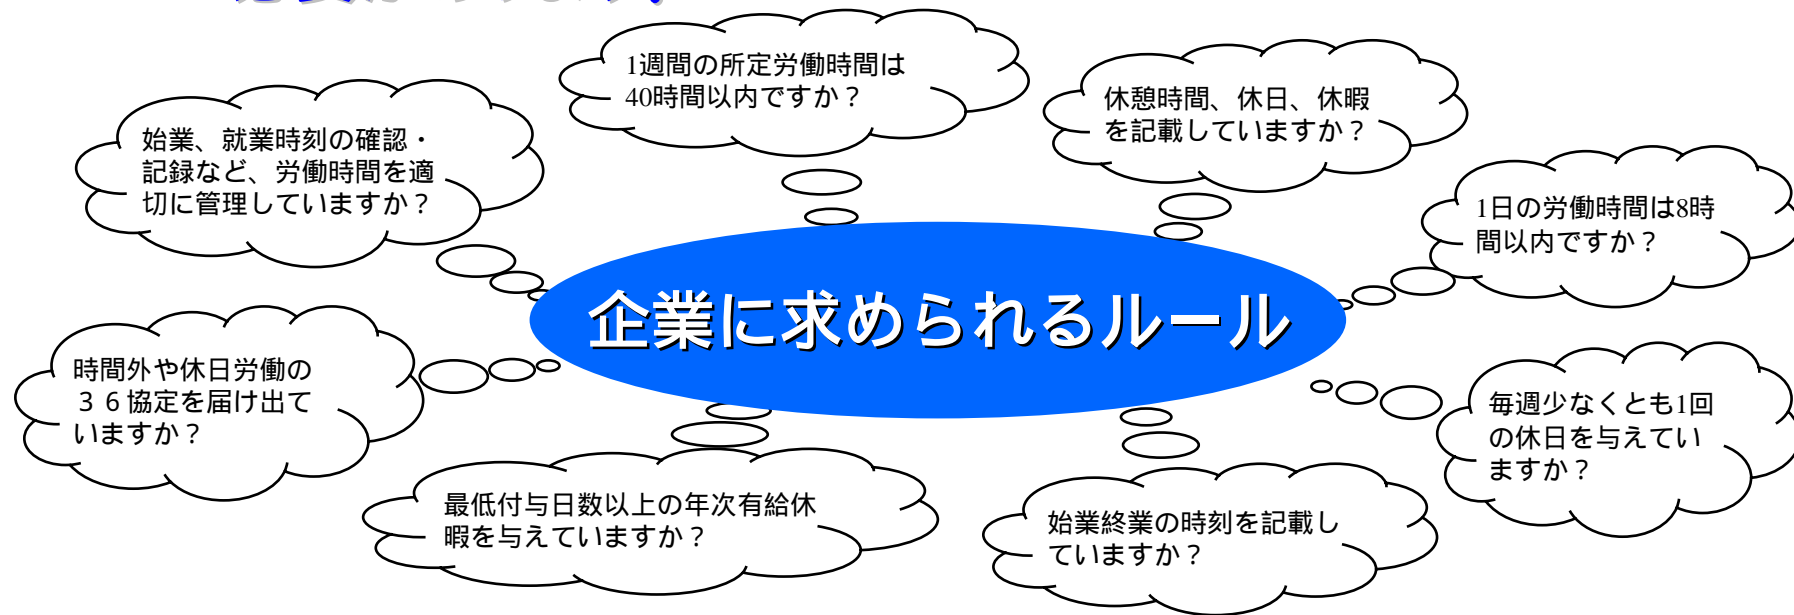 1週間の所定労働時間は
40時間以内ですか？
休憩時間、休日、休暇
を記載していますか？
始業、就業時刻の確認・
記録など、労働時間を適
切に管理していますか？
1日の労働時間は8時
間以内ですか？
企業に求められるルール
時間外や休日労働の
３６協定を届け出て
いますか？
毎週少なくとも1回
の休日を与えてい
ますか？
最低付与日数以上の年次有給休
暇を与えていますか？
始業終業の時刻を記載し
ていますか？